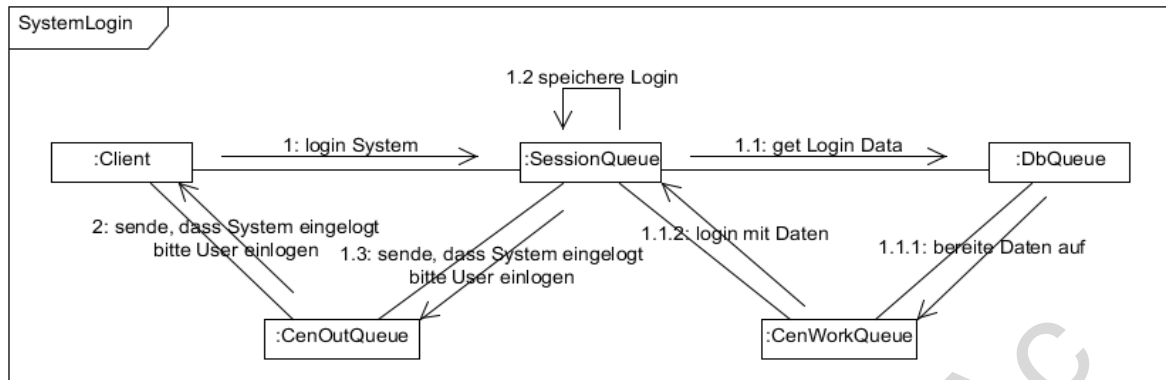 SystemLogin
1.2 speichere Login
:Client
1: login System
:SessionQueue
1.1: get Login Data
:DbQueue
2: sende, dass System eingelogt
bitte User einlogen
1.3: sende, dass System eingelogt
bitte User einlogen
1.1.2: login mit Daten
1.1.1: bereite Daten auf
:CenOutQueue
:CenWorkQueue